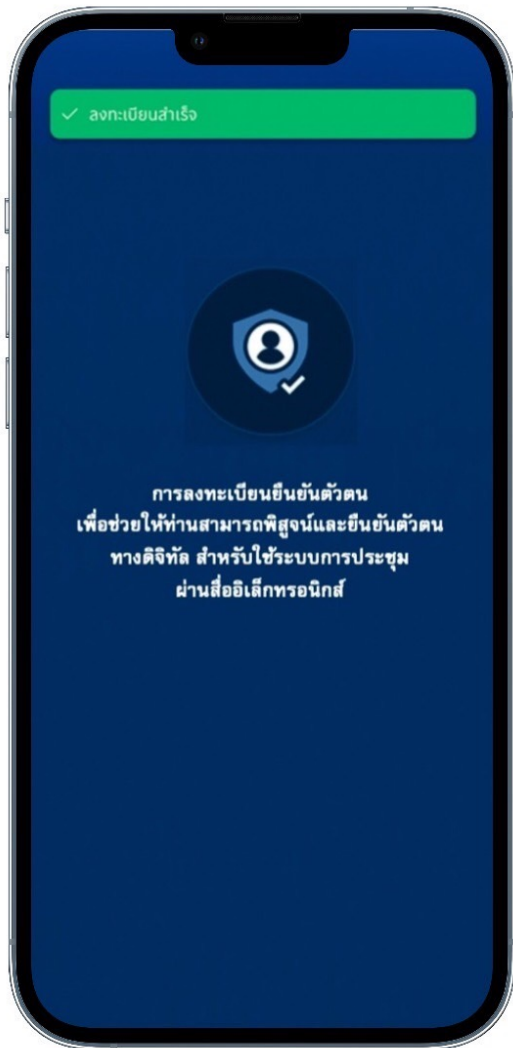 ลงทะเบียนสำเร็จ
การลงทะเบียนยืนยันตัวตน
เพื่อช่วยให้ท่านสามารถพิสูจน์และยืนยันตัวตน
ทางดิจิทัล สำหรับใช้ระบบการประชุม
ผ่านสื่ออิเล็กทรอนิกส์